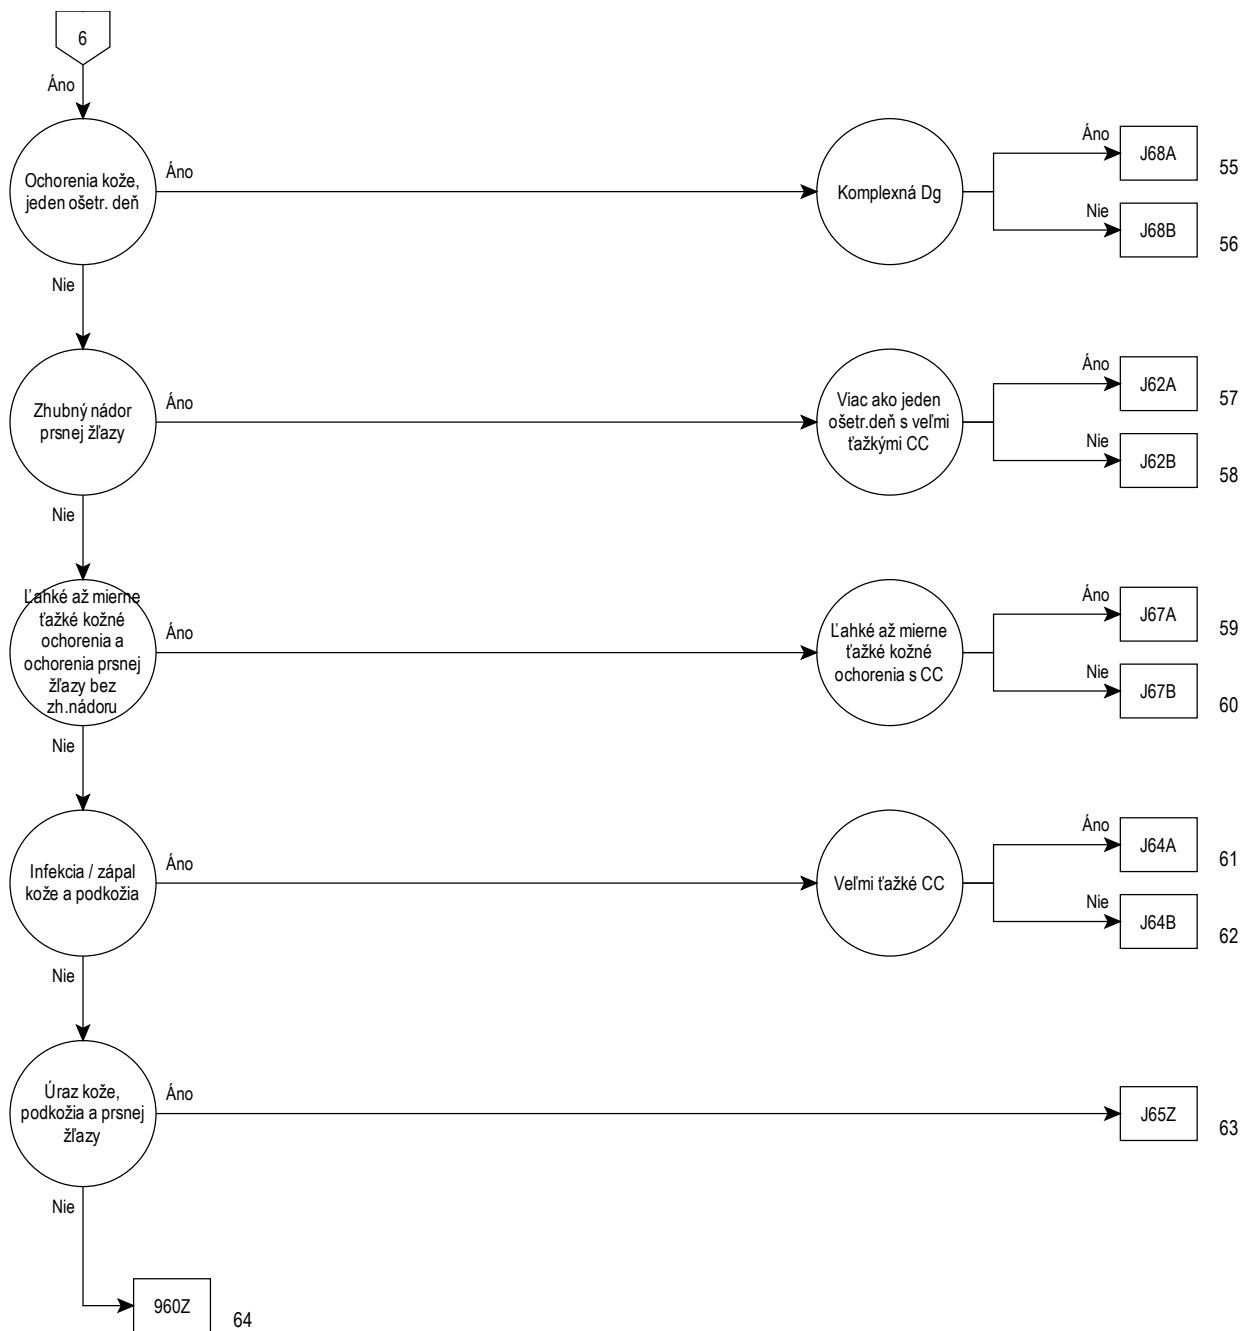 6
Áno
Ochorenia kože,
jeden ošetr. deň
Áno
Komplexná Dg
Áno
J68A
55
Nie
J68B
56
Nie
Zhubný nádor
prsnej žľazy
Áno
Viac ako jeden
ošetr.deň s veľmi
ťažkými CC
Áno
J62A
57
Nie
J62B
58
Nie
Ľahké až mierne
ťažké kožné
ochorenia a
ochorenia prsnej
žľazy bez
zh.nádoru
Áno
Ľahké až mierne
ťažké kožné
ochorenia s CC
Áno
J67A
59
Nie
J67B
60
Nie
Infekcia / zápal
kože a podkožia
Áno
Veľmi ťažké CC
Áno
J64A
61
Nie
J64B
62
Nie
Úraz kože,
podkožia a prsnej
žľazy
Áno
J65Z
63
Nie
960Z
64